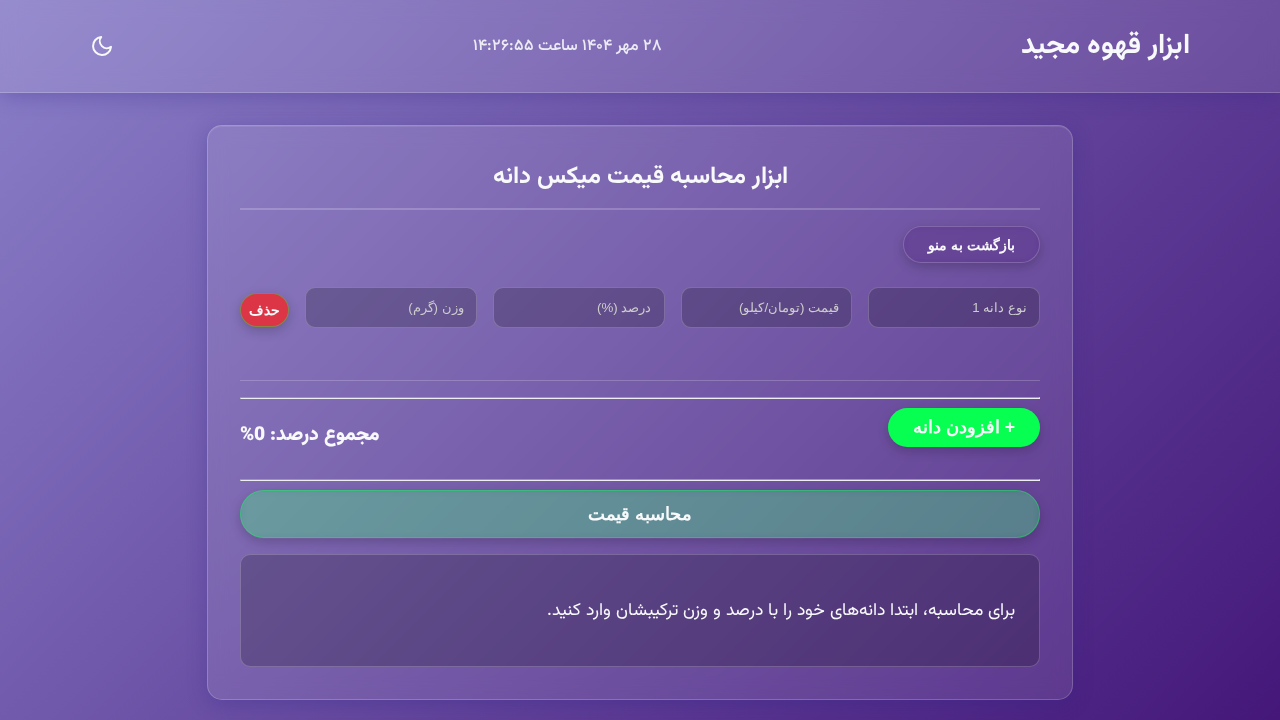 ابزار قهوه مجید
۲۸ مهر ۱۴۰۴ ساعت ۱۴:۲۶:۵۵
ابزار محاسبه قیمت میکس دانه
بازگشت به منو
نوع دانه 1
قیمت (تومان/کیلو)
درصد (%)
وزن (گرم)
حذف
+ افزودن دانه
مجموع درصد: 0%
محاسبه قیمت
برای محاسبه، ابتدا دانه‌های خود را با درصد و وزن ترکیبشان وارد کنید.